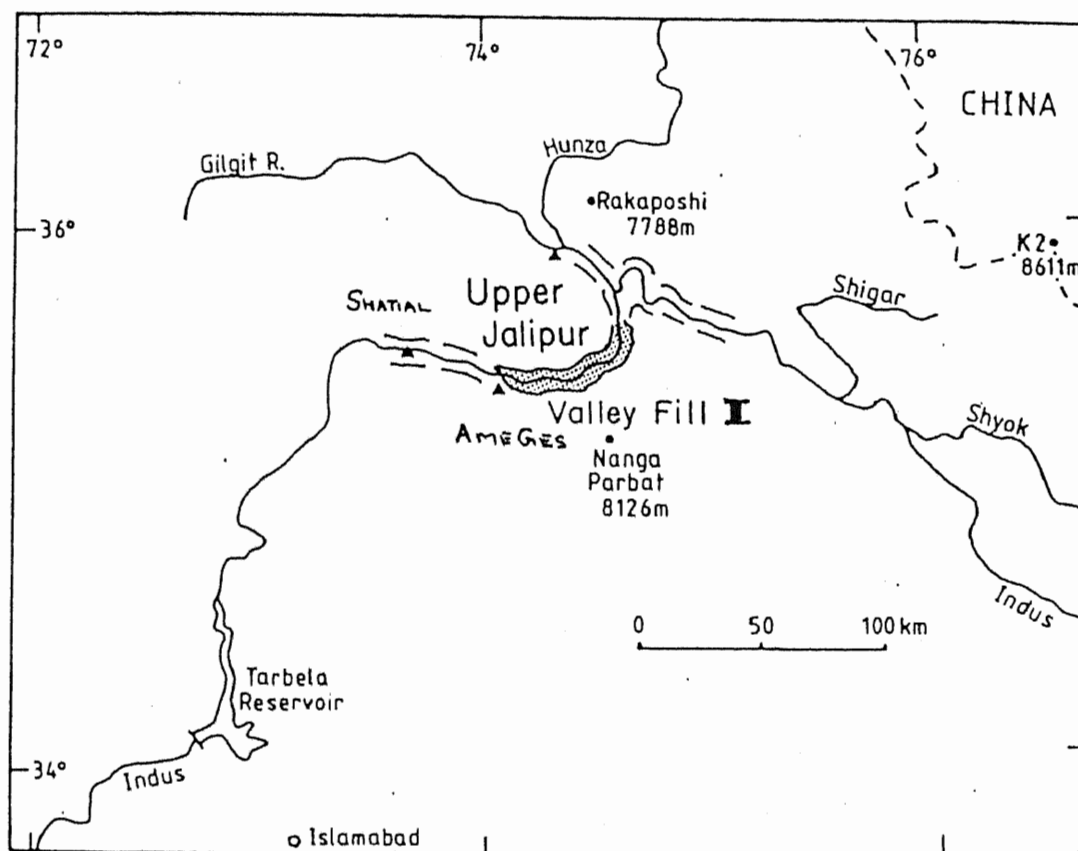 72°
74°
76°
CHINA
Gilgit R.
Hunza
•Rakaposhi
7788m
36°
K2•
8611m
SHATIAL
Upper
Jalipur
Shigar
Valley Fill I
AMEGES
Nanga
Parbat
8126m
Shyok
Indus
0 50 100 km
Tarbela
Reservoir
34°
Indus
Islamabad